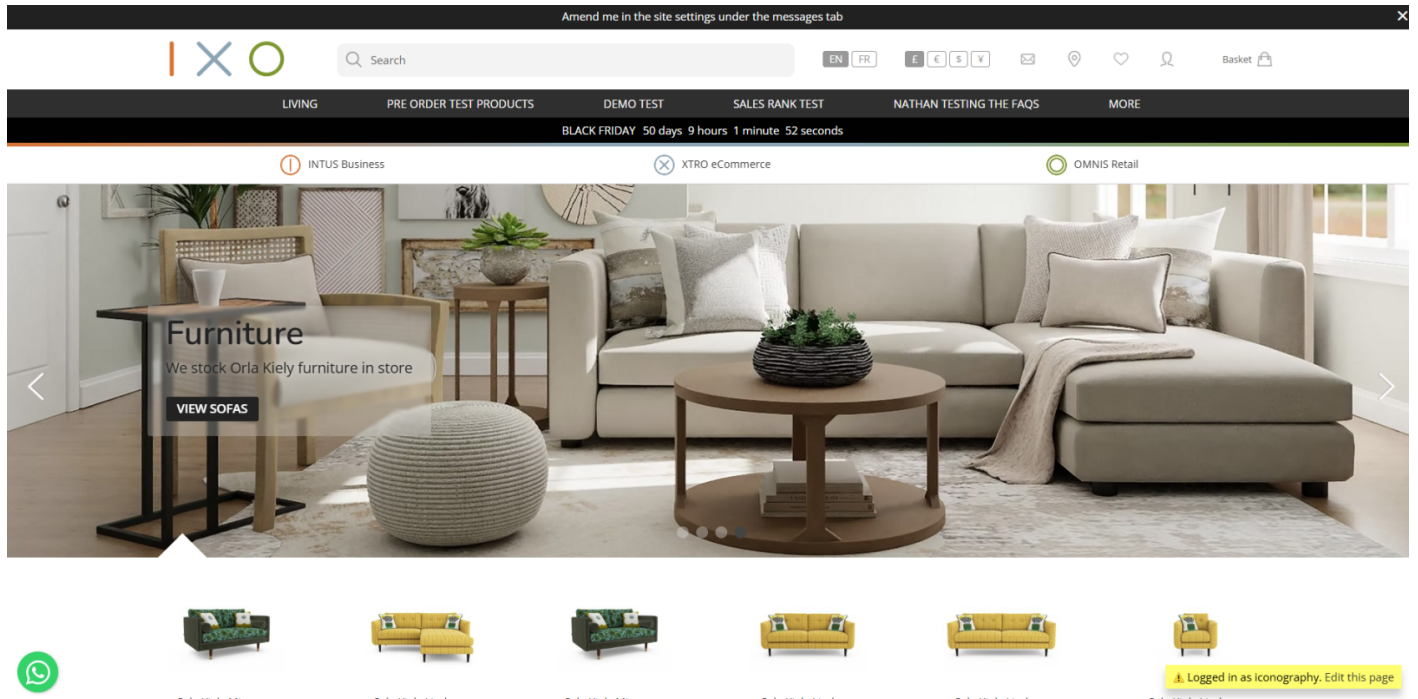 Amend me in the site settings under the messages tab
IXO
Search
EN FR
£ € $ ¥
Basket
LIVING PRE ORDER TEST PRODUCTS DEMO TEST SALES RANK TEST NATHAN TESTING THE FAQS MORE
BLACK FRIDAY 50 days 9 hours 1 minute 52 seconds
INTUS Business XTRO eCommerce OMNIS Retail
Furniture
We stock Orla Kiely furniture in store
VIEW SOFAS
⚠ Logged in as iconography. Edit this page